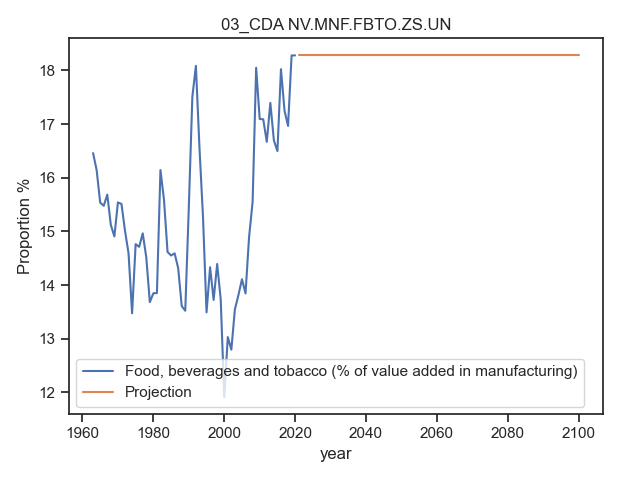 03_CDA NV.MNF.FBTO.ZS.UN
18
17
16
15
14
13
12
Proportion %
Food, beverages and tobacco (% of value added in manufacturing)
Projection
1960 1980 2000 2020 2040 2060 2080 2100
year